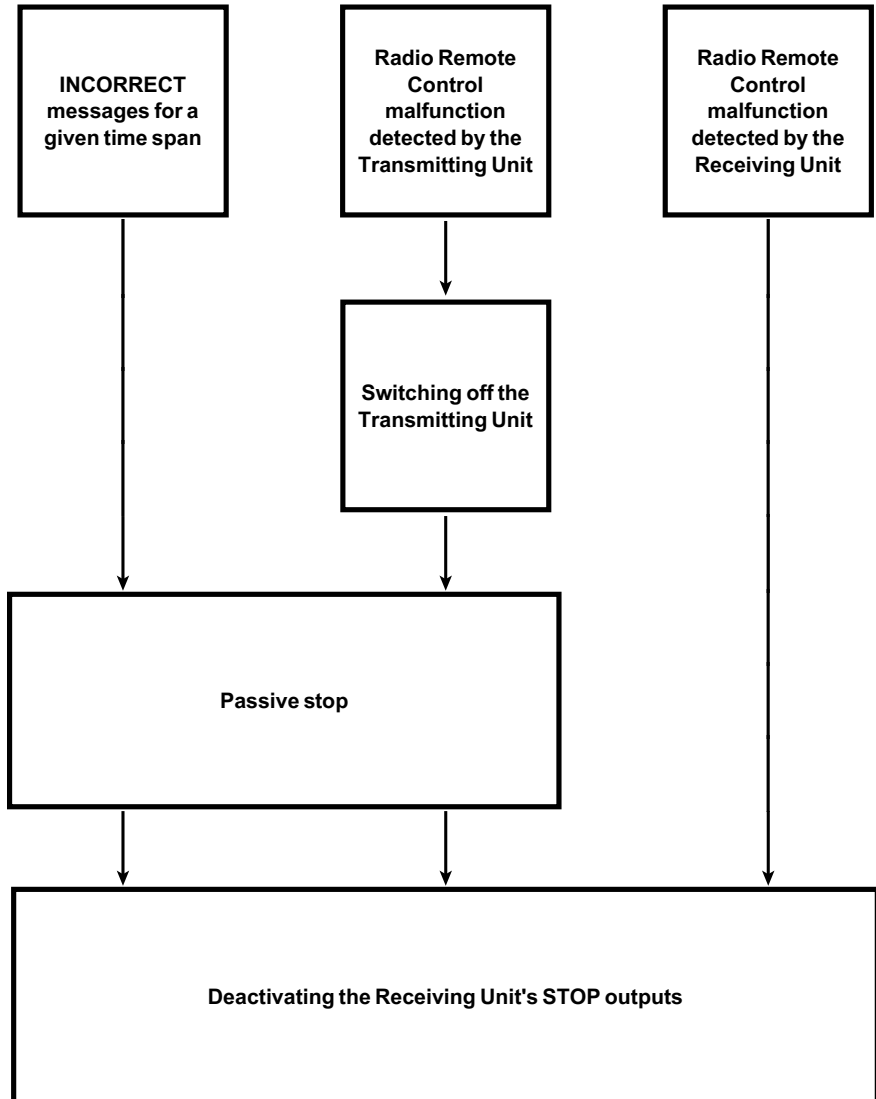 INCORRECT
messages for a
given time span
Radio Remote
Control
malfunction
detected by the
Transmitting Unit
Radio Remote
Control
malfunction
detected by the
Receiving Unit
Switching off the
Transmitting Unit
Passive stop
Deactivating the Receiving Unit's STOP outputs